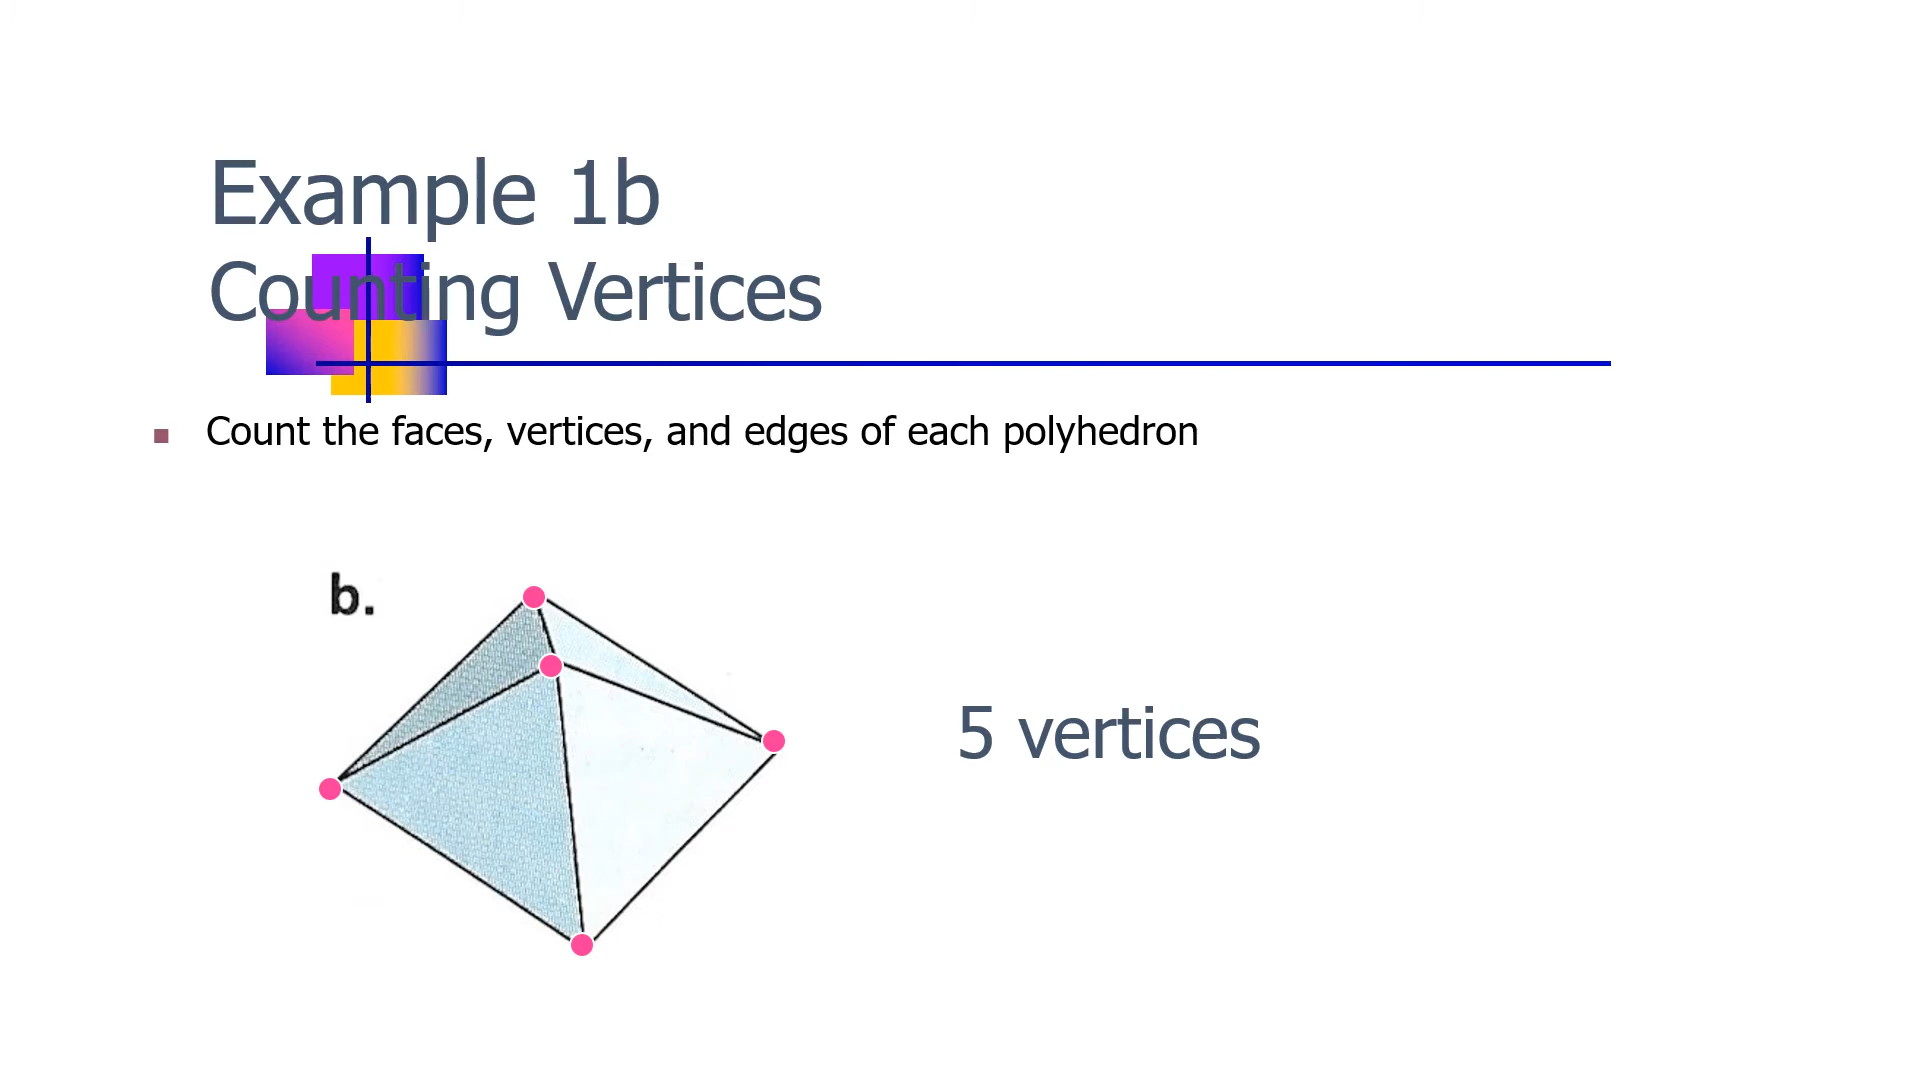 Example 1b
Counting Vertices
Count the faces, vertices, and edges of each polyhedron
b.
5 vertices